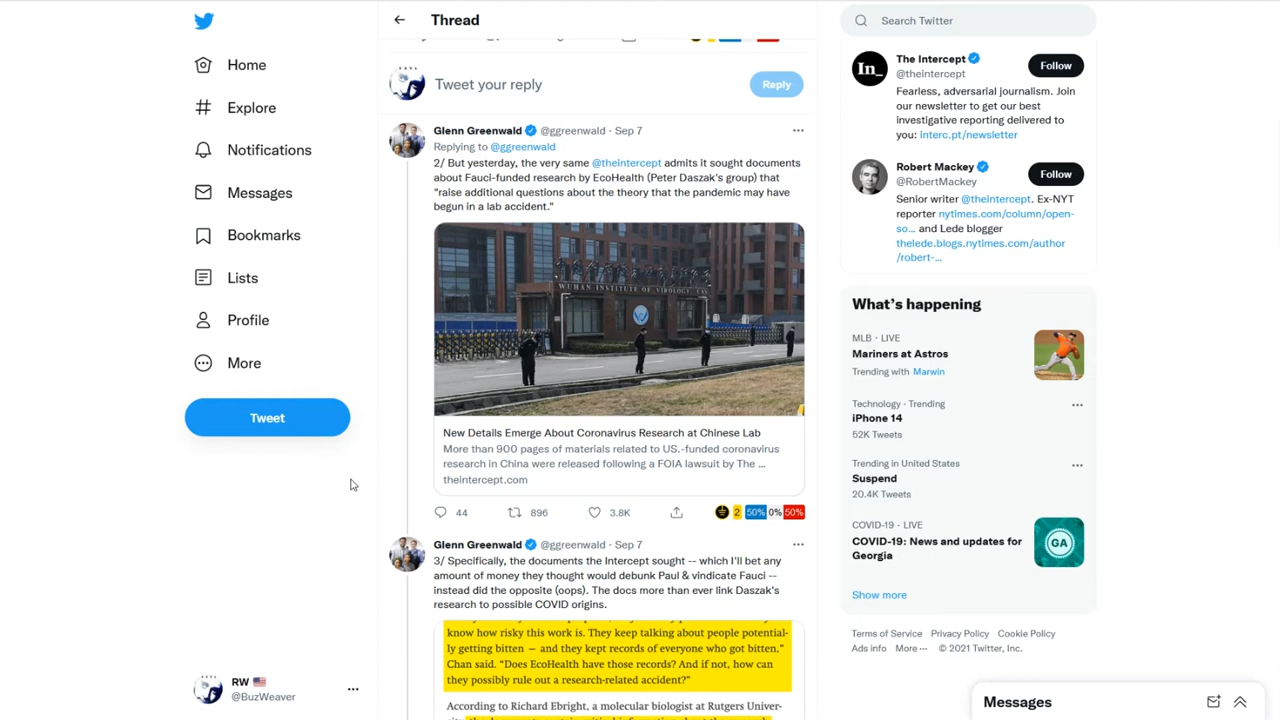 Thread
Search Twitter
Home
Explore
Notifications
Messages
Bookmarks
Lists
Profile
More
Tweet
RW 🇺🇸
@BuzWeaver
Tweet your reply
Reply
Glenn Greenwald @ggreenwald · Sep 7
Replying to @ggreenwald
2/ But yesterday, the very same @theintercept admits it sought documents
about Fauci-funded research by EcoHealth (Peter Daszak's group) that
"raise additional questions about the theory that the pandemic may have
begun in a lab accident."
WUHAN INSTITUTE OF VIROLOGY, CAS
New Details Emerge About Coronavirus Research at Chinese Lab
More than 900 pages of materials related to US.-funded coronavirus
research in China were released following a FOIA lawsuit by The ...
theintercept.com
44
896
3.8K
2 50% 0% 50%
Glenn Greenwald @ggreenwald · Sep 7
3/ Specifically, the documents the Intercept sought -- which I'll bet any
amount of money they thought would debunk Paul & vindicate Fauci --
instead did the opposite (oops). The docs more than ever link Daszak's
research to possible COVID origins.
know how risky this work is. They keep talking about people potential-
ly getting bitten — and they kept records of everyone who got bitten,"
Chan said. "Does EcoHealth have those records? And if not, how can
they possibly rule out a research-related accident?"
According to Richard Ebright, a molecular biologist at Rutgers Univer-
The Intercept
@theintercept
Follow
Fearless, adversarial journalism. Join
our newsletter to get our best
investigative reporting delivered to
you: interc.pt/newsletter
Robert Mackey
@RobertMackey
Follow
Senior writer @theintercept. Ex-NYT
reporter nytimes.com/column/open-
so... and Lede blogger
thelede.blogs.nytimes.com/author
/robert-...
What's happening
MLB · LIVE
Mariners at Astros
Trending with Marwin
Technology · Trending
iPhone 14
52K Tweets
Trending in United States
Suspend
20.4K Tweets
COVID-19 · LIVE
COVID-19: News and updates for
Georgia
GA
Show more
Terms of Service Privacy Policy Cookie Policy
Ads info More ··· © 2021 Twitter, Inc.
Messages